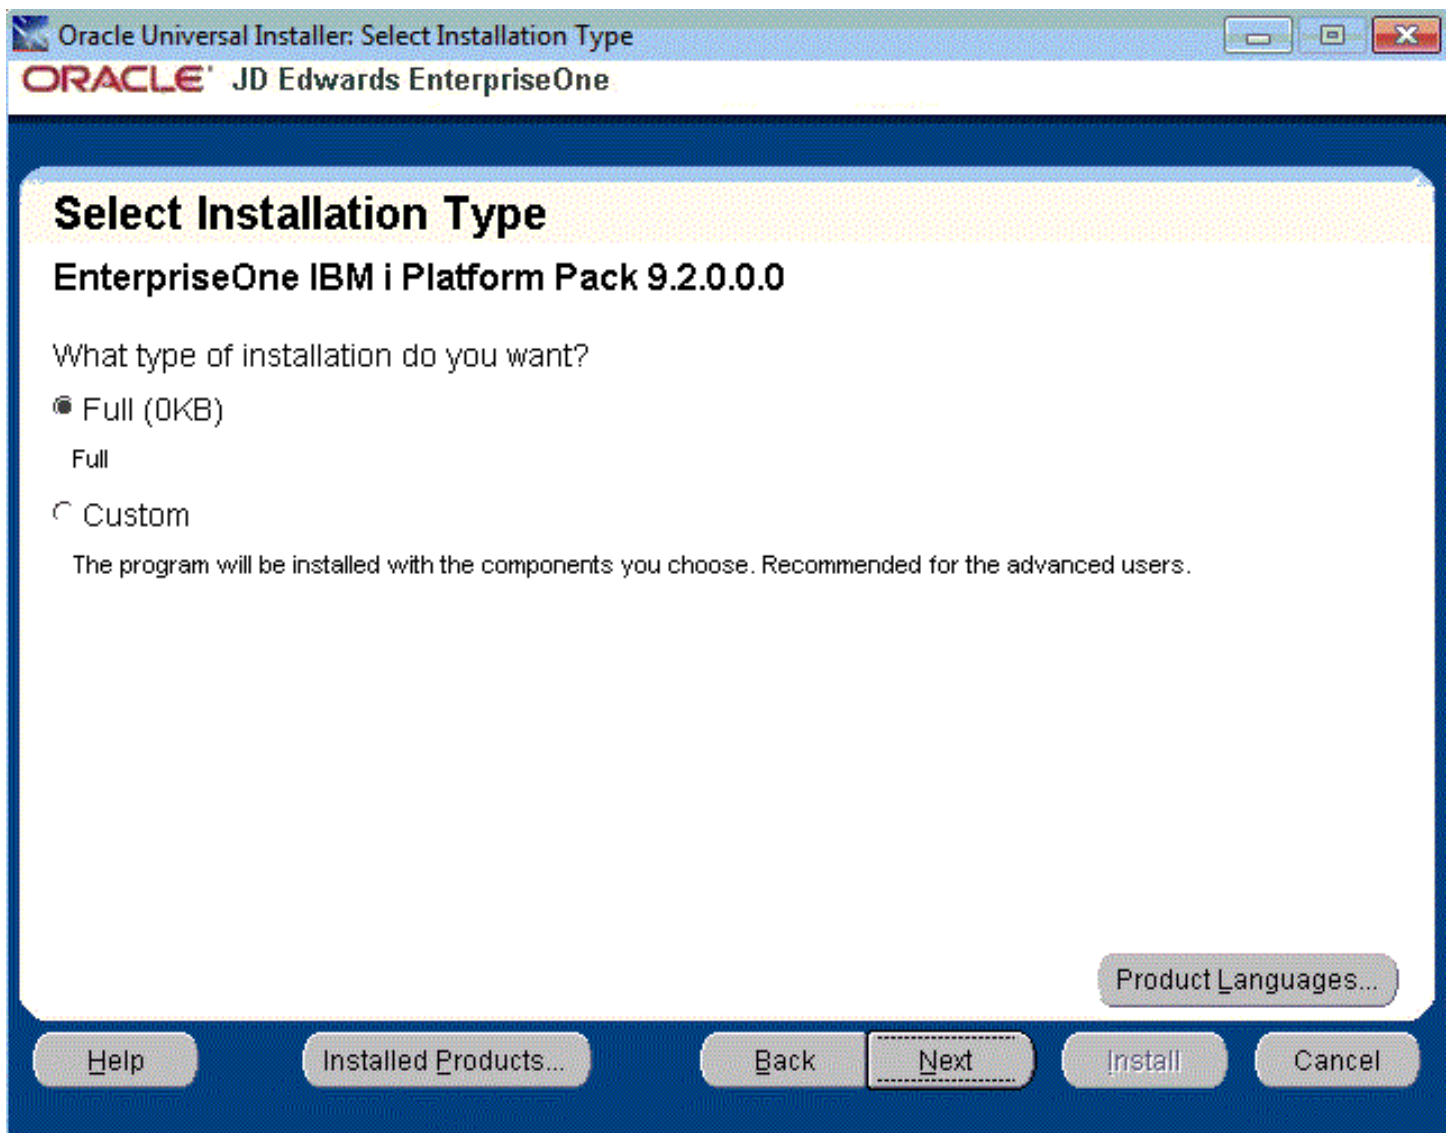 Oracle Universal Installer: Select Installation Type
ORACLE' JD Edwards EnterpriseOne
Select Installation Type
EnterpriseOne IBM i Platform Pack 9.2.0.0.0
What type of installation do you want?
Full (0KB)
Full
Custom
The program will be installed with the components you choose. Recommended for the advanced users.
Product Languages...
Help Installed Products... Back Next Install Cancel